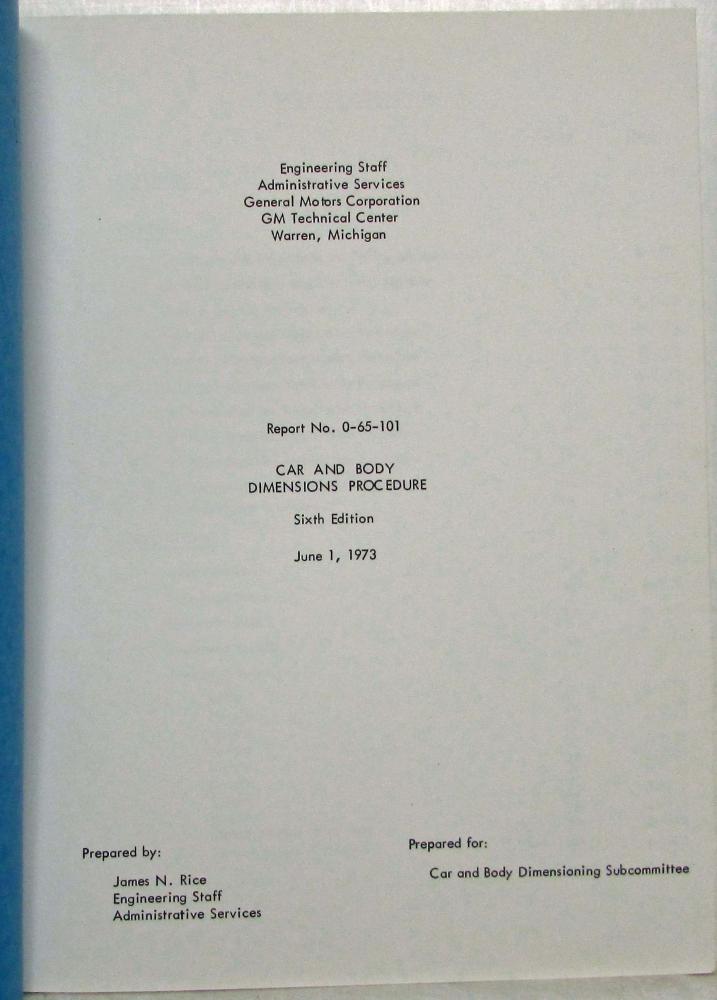 Engineering Staff
Administrative Services
General Motors Corporation
GM Technical Center
Warren, Michigan
Report No. 0-65-101
CAR AND BODY
DIMENSIONS PROCEDURE
Sixth Edition
June 1, 1973
Prepared by:
James N. Rice
Engineering Staff
Administrative Services
Prepared for:
Car and Body Dimensioning Subcommittee